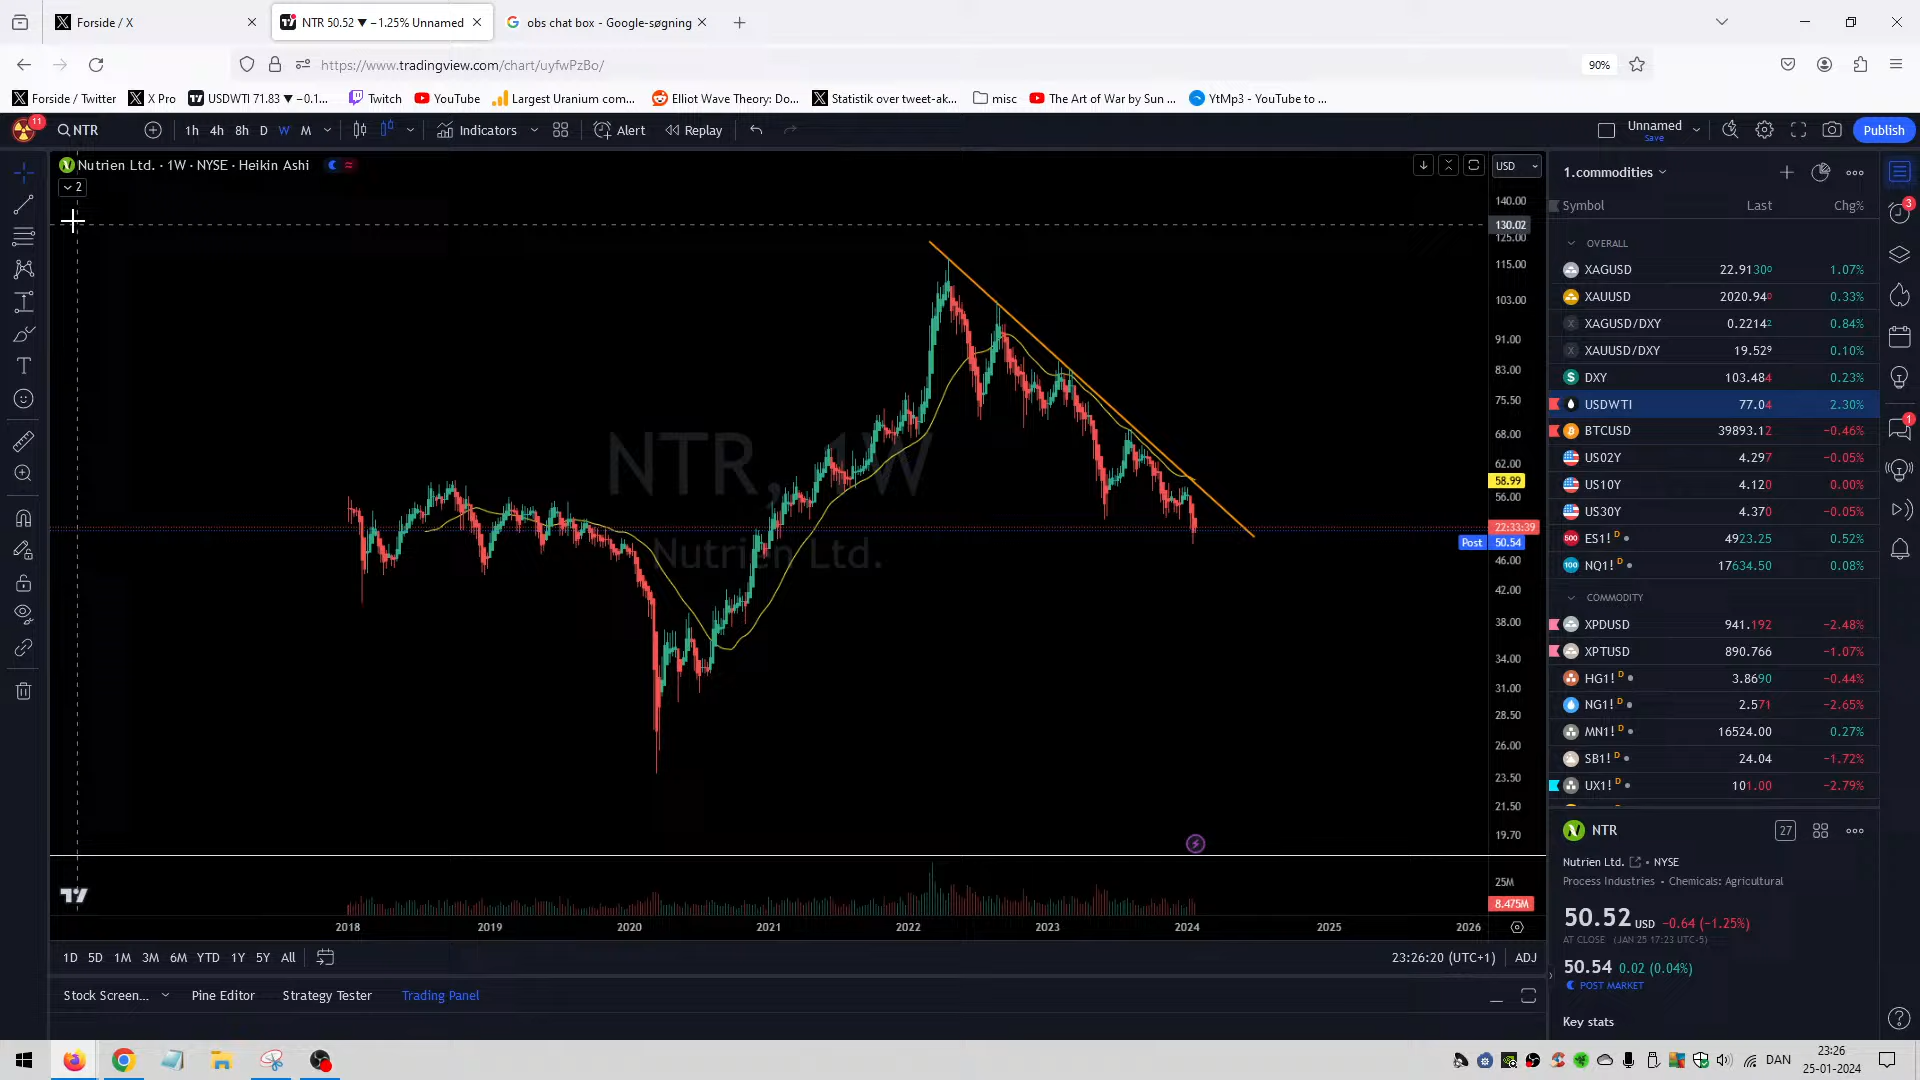 Forside / X
NTR 50.52 ▼ −1.25% Unnamed
obs chat box - Google-søgning
https://www.tradingview.com/chart/uyfwPzBo/
90%
Forside / Twitter
X Pro
USDWTI 71.83 ▼ −0.1...
Twitch
YouTube
Largest Uranium com...
Elliot Wave Theory: Do...
Statistik over tweet-ak...
misc
The Art of War by Sun ...
YtMp3 - YouTube to ...
11
NTR
1h 4h 8h D W M
Indicators
Alert
Replay
Unnamed
Save
Publish
Nutrien Ltd. · 1W · NYSE · Heikin Ashi
2
USD
NTR, 1W
Nutrien Ltd.
140.00
130.02
125.00
115.00
103.00
91.00
83.00
75.50
68.00
62.00
58.99
56.00
22:33:39
Post 50.54
46.00
42.00
38.00
34.00
31.00
28.50
26.00
23.50
21.50
19.70
25M
8.475M
2018 2019 2020 2021 2022 2023 2024 2025 2026
1D 5D 1M 3M 6M YTD 1Y 5Y All
23:26:20 (UTC+1)
ADJ
Stock Screen...
Pine Editor
Strategy Tester
Trading Panel
1.commodities
Symbol Last Chg%
OVERALL
XAGUSD 22.9130⁰ 1.07%
XAUUSD 2020.94⁰ 0.33%
XAGUSD/DXY 0.2214² 0.84%
XAUUSD/DXY 19.52⁹ 0.10%
DXY 103.484 0.23%
USDWTI 77.04 2.30%
BTCUSD 39893.12 −0.46%
US02Y 4.297 −0.05%
US10Y 4.120 0.00%
US30Y 4.370 −0.05%
500 ES1! D 4923.25 0.52%
100 NQ1! D 17634.50 0.08%
COMMODITY
XPDUSD 941.192 −2.48%
XPTUSD 890.766 −1.07%
HG1! D 3.8690 −0.44%
NG1! D 2.571 −2.65%
MN1! D 16524.00 0.27%
SB1! D 24.04 −1.72%
UX1! D 101.00 −2.79%
NTR
27
Nutrien Ltd. • NYSE
Process Industries • Chemicals: Agricultural
50.52 USD −0.64 (−1.25%)
AT CLOSE (JAN 25 17:23 UTC-5)
50.54 0.02 (0.04%)
POST MARKET
Key stats
3
1
DAN
23:26
25-01-2024